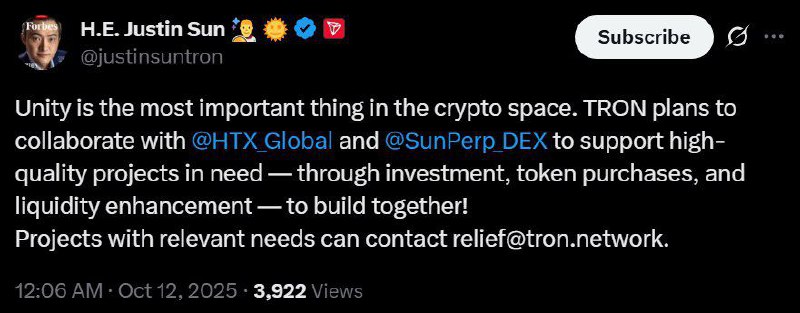 Forbes
H.E. Justin Sun 👨‍🚀 🌞
@justinsuntron
Subscribe
Unity is the most important thing in the crypto space. TRON plans to
collaborate with @HTX_Global and @SunPerp_DEX to support high-
quality projects in need — through investment, token purchases, and
liquidity enhancement — to build together!
Projects with relevant needs can contact relief@tron.network.
12:06 AM · Oct 12, 2025 · 3,922 Views